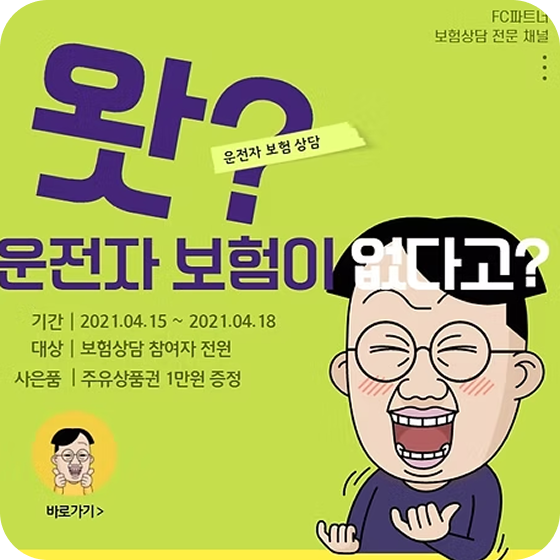 FC파트너
보험상담 전문 채널
왓?
운전자 보험 상담
운전자 보험이 없다고?
기간 | 2021.04.15 ~ 2021.04.18
대상 | 보험상담 참여자 전원
사은품 | 주유상품권 1만원 증정
바로가기 >